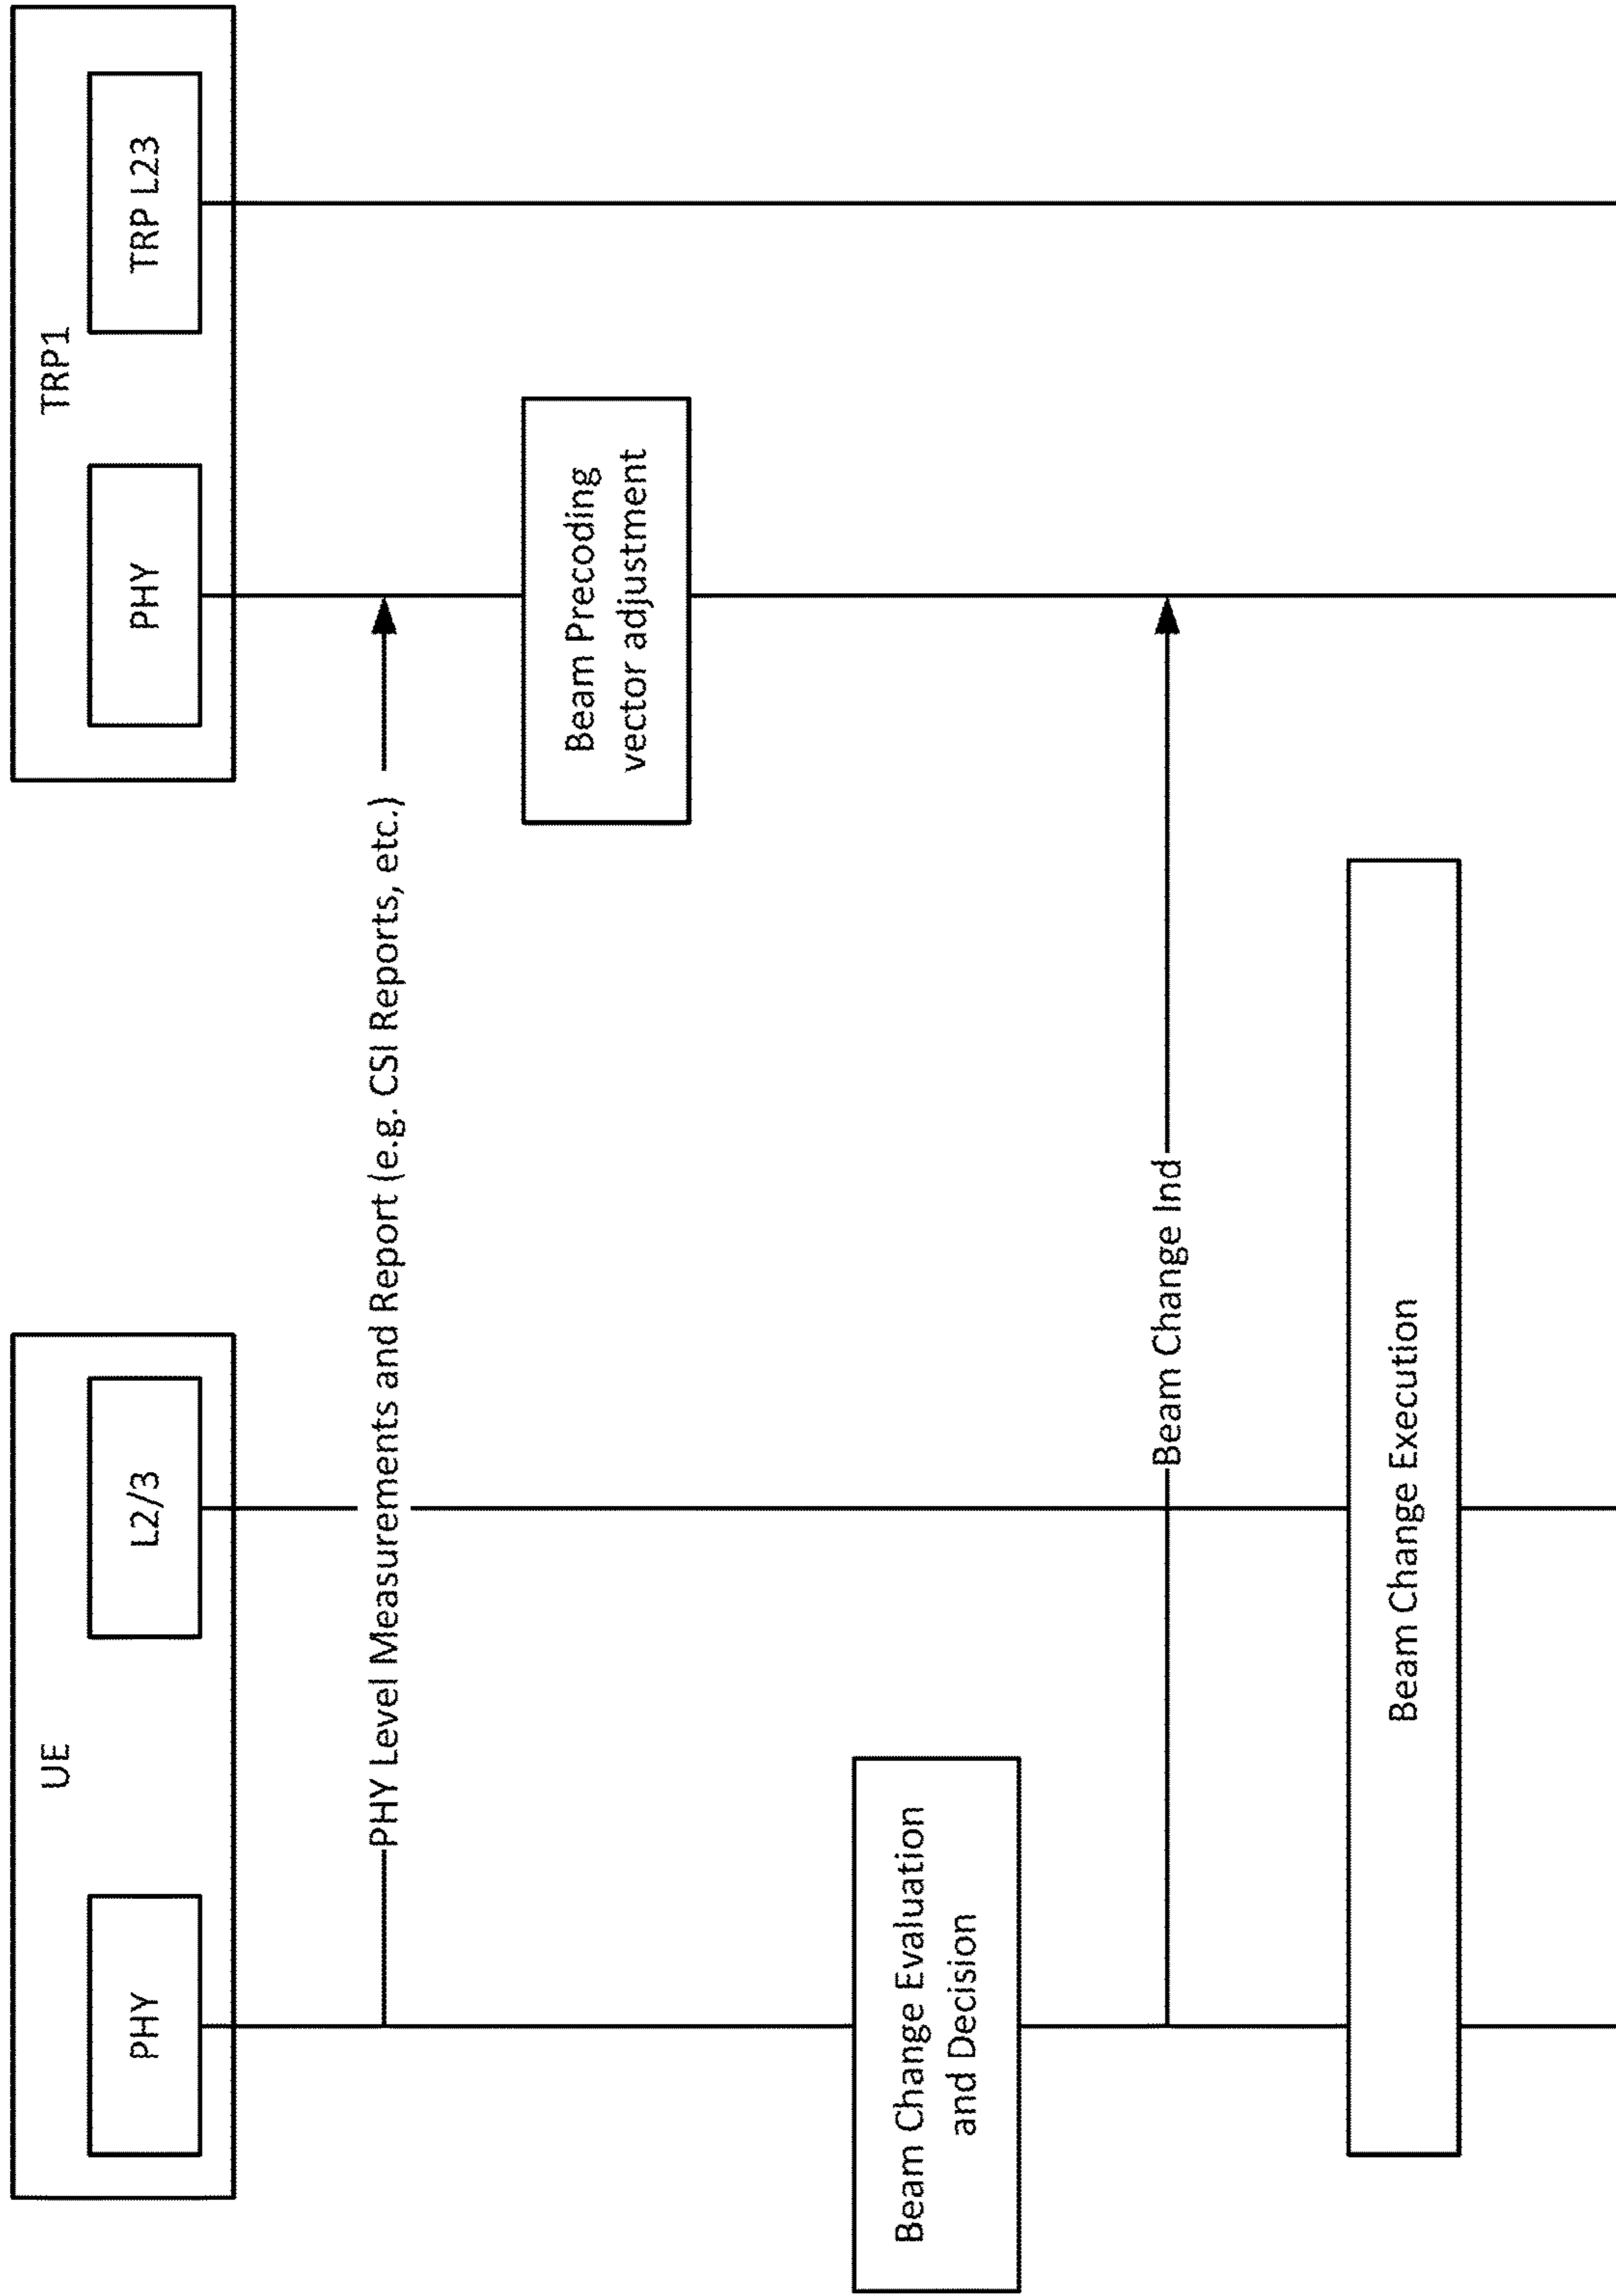 UE
TRP1
PHY
L2/3
PHY
TRP L23
PHY Level Measurements and Report (e.g. CSI Reports, etc.)
Beam Precoding
vector adjustment
Beam Change Evaluation
and Decision
Beam Change Ind
Beam Change Execution